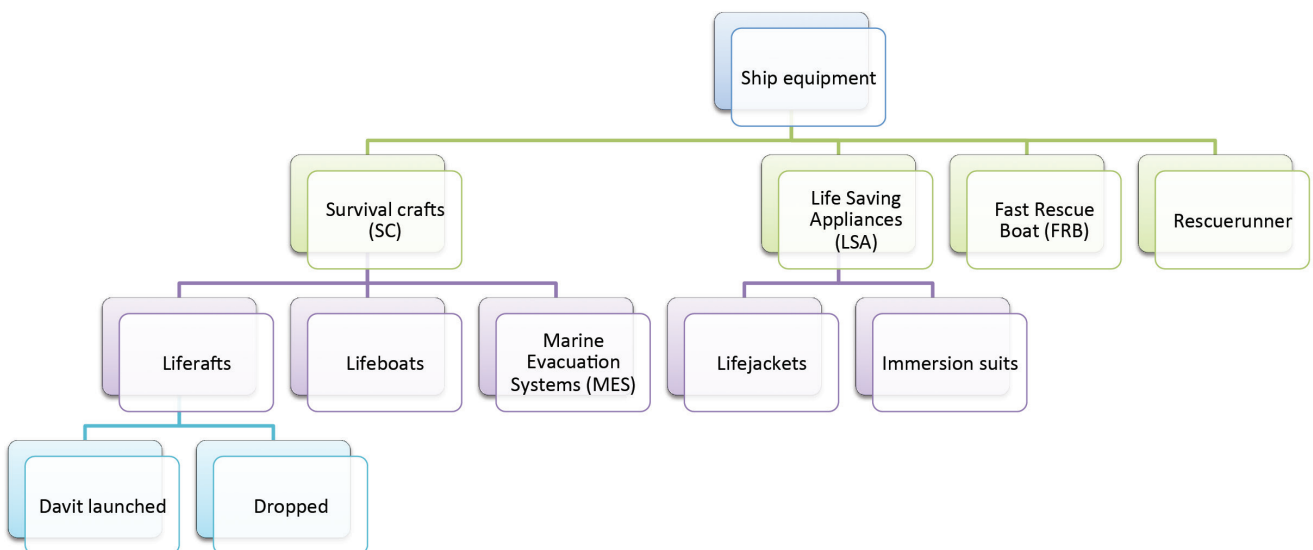 Ship equipment
Survival crafts
(SC)
Life Saving
Appliances
(LSA)
Fast Rescue
Boat (FRB)
Rescuerunner
Liferafts
Lifeboats
Marine
Evacuation
Systems (MES)
Lifejackets
Immersion suits
Davit launched
Dropped